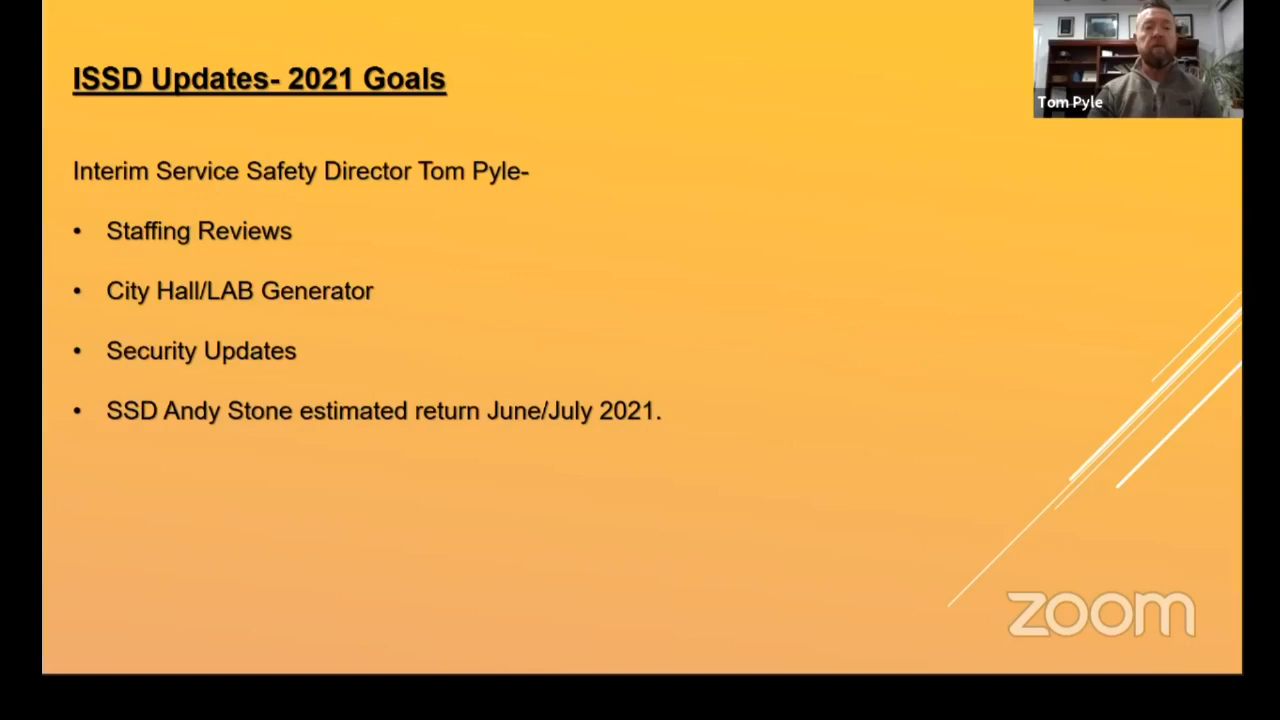 ISSD Updates- 2021 Goals
Tom Pyle
Interim Service Safety Director Tom Pyle-
• Staffing Reviews
• City Hall/LAB Generator
• Security Updates
• SSD Andy Stone estimated return June/July 2021.
zoom